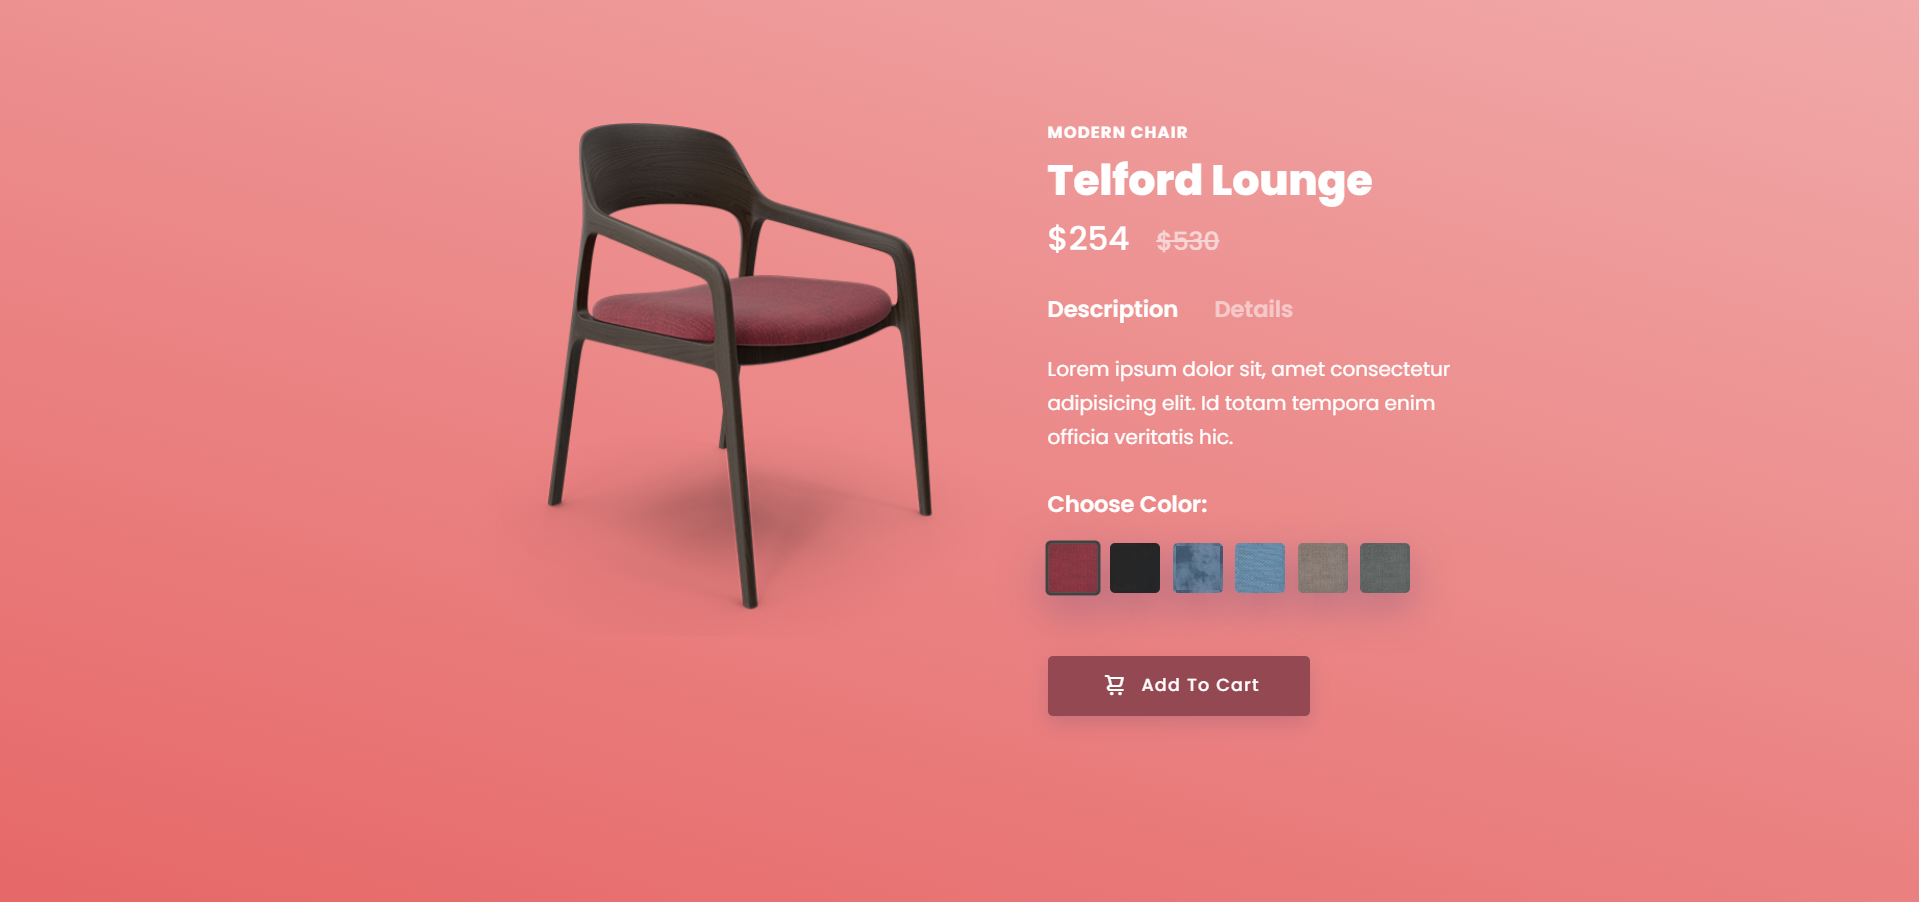 MODERN CHAIR
Telford Lounge
$254 $530
Description Details
Lorem ipsum dolor sit, amet consectetur
adipisicing elit. Id totam tempora enim
officia veritatis hic.
Choose Color:
Add To Cart